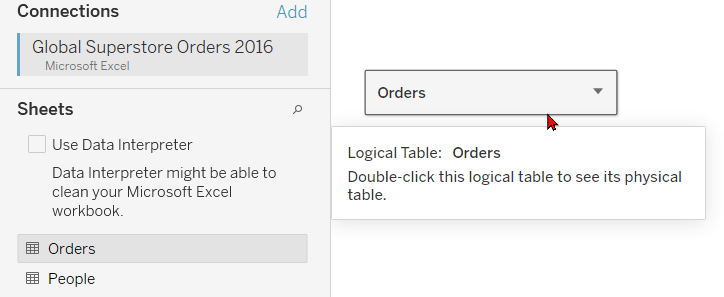 Connections Add
Global Superstore Orders 2016
Microsoft Excel
Sheets
Use Data Interpreter
Data Interpreter might be able to
clean your Microsoft Excel
workbook.
Orders
People
Orders
Logical Table: Orders
Double-click this logical table to see its physical
table.